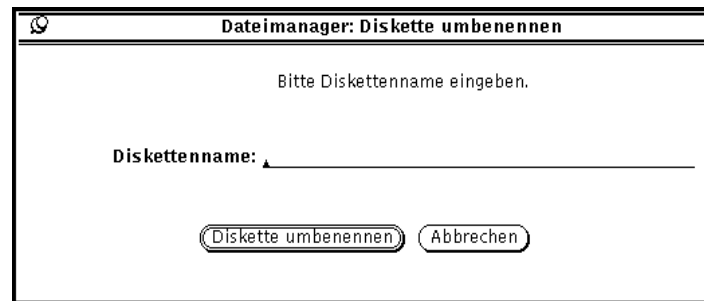 Dateimanager: Diskette umbenennen
Bitte Diskettenname eingeben.
Diskettenname:
Diskette umbenennen Abbrechen